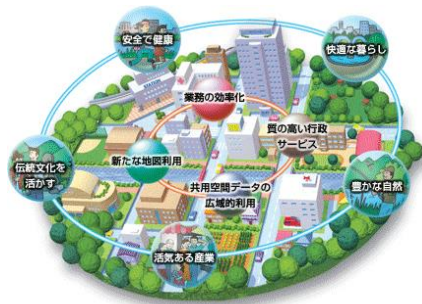 安全で健康
快適な暮らし
業務の効率化
質の高い行政
サービス
新たな地図利用
伝統文化を
活かす
共用空間データの
広域的利用
豊かな自然
活気ある産業